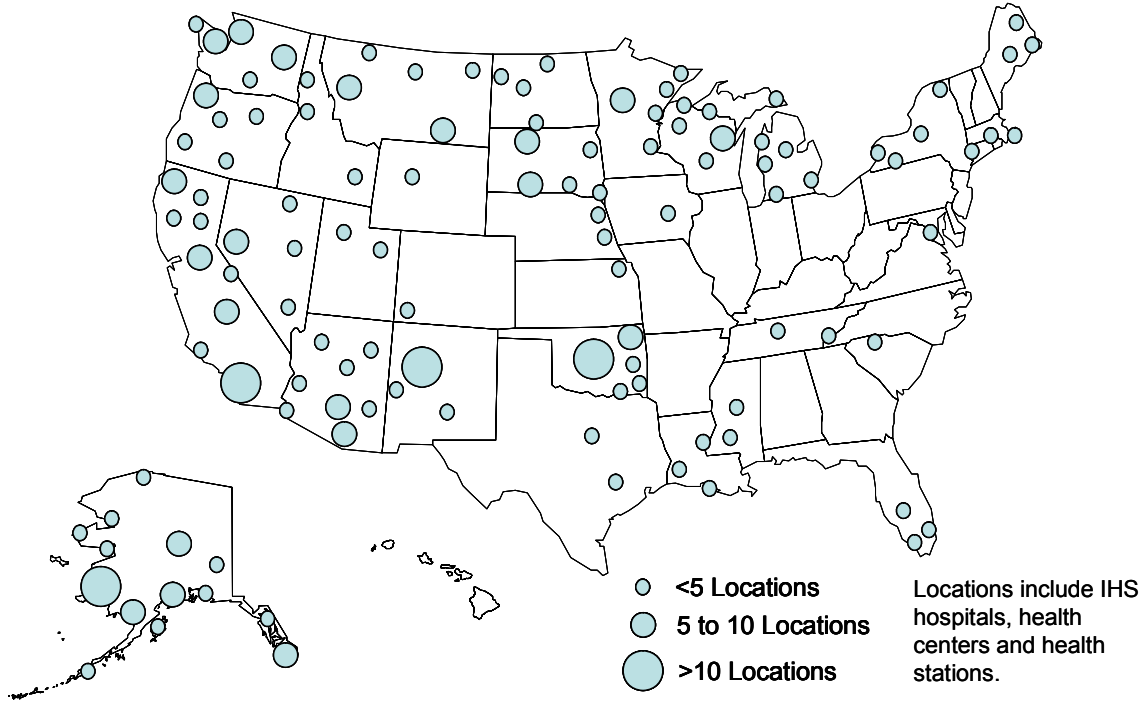 <5 Locations
5 to 10 Locations
>10 Locations
Locations include IHS
hospitals, health
centers and health
stations.